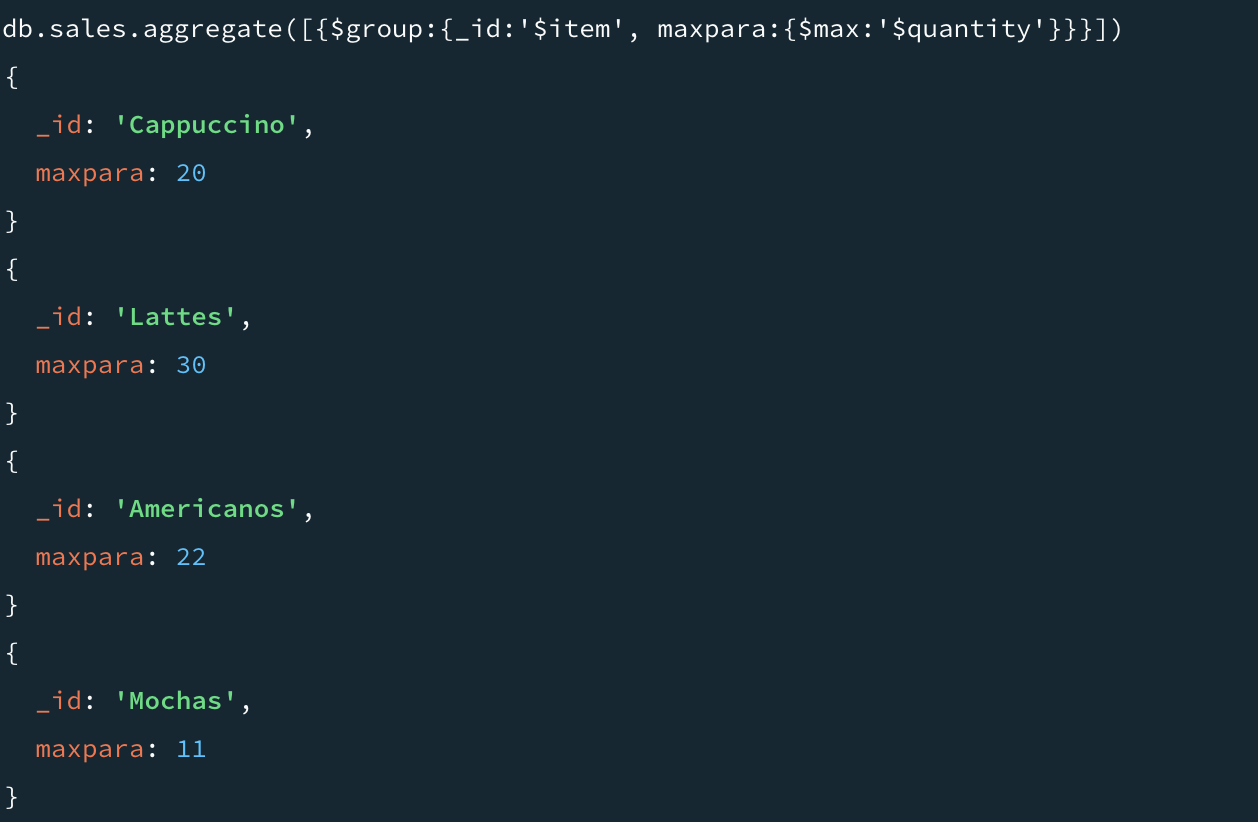 db.sales.aggregate([{$group:{_id:'$item', maxpara:{$max:'$quantity'}}}])
{
  _id: 'Cappuccino',
  maxpara: 20
}
{
  _id: 'Lattes',
  maxpara: 30
}
{
  _id: 'Americanos',
  maxpara: 22
}
{
  _id: 'Mochas',
  maxpara: 11
}